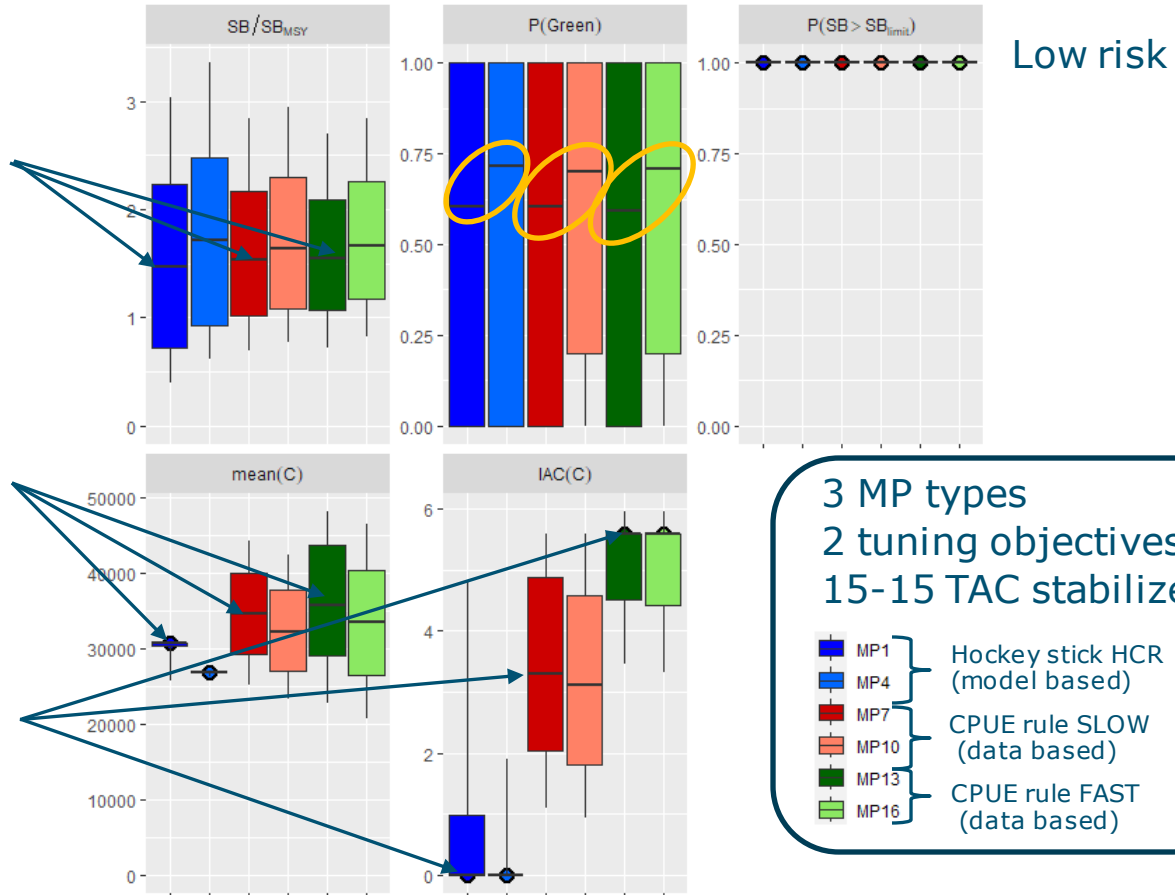 SB/SB_MSY
P(Green)
P(SB > SB_limit)
Low risk
3
2
1
0
1.00
0.75
0.50
0.25
0.00
1.00
0.75
0.50
0.25
0.00
mean(C)
IAC(C)
50000
40000
30000
20000
10000
0
6
4
2
0
3 MP types
2 tuning objectives
15-15 TAC stabilize
MP1
MP4
MP7
MP10
MP13
MP16
Hockey stick HCR
(model based)
CPUE rule SLOW
(data based)
CPUE rule FAST
(data based)